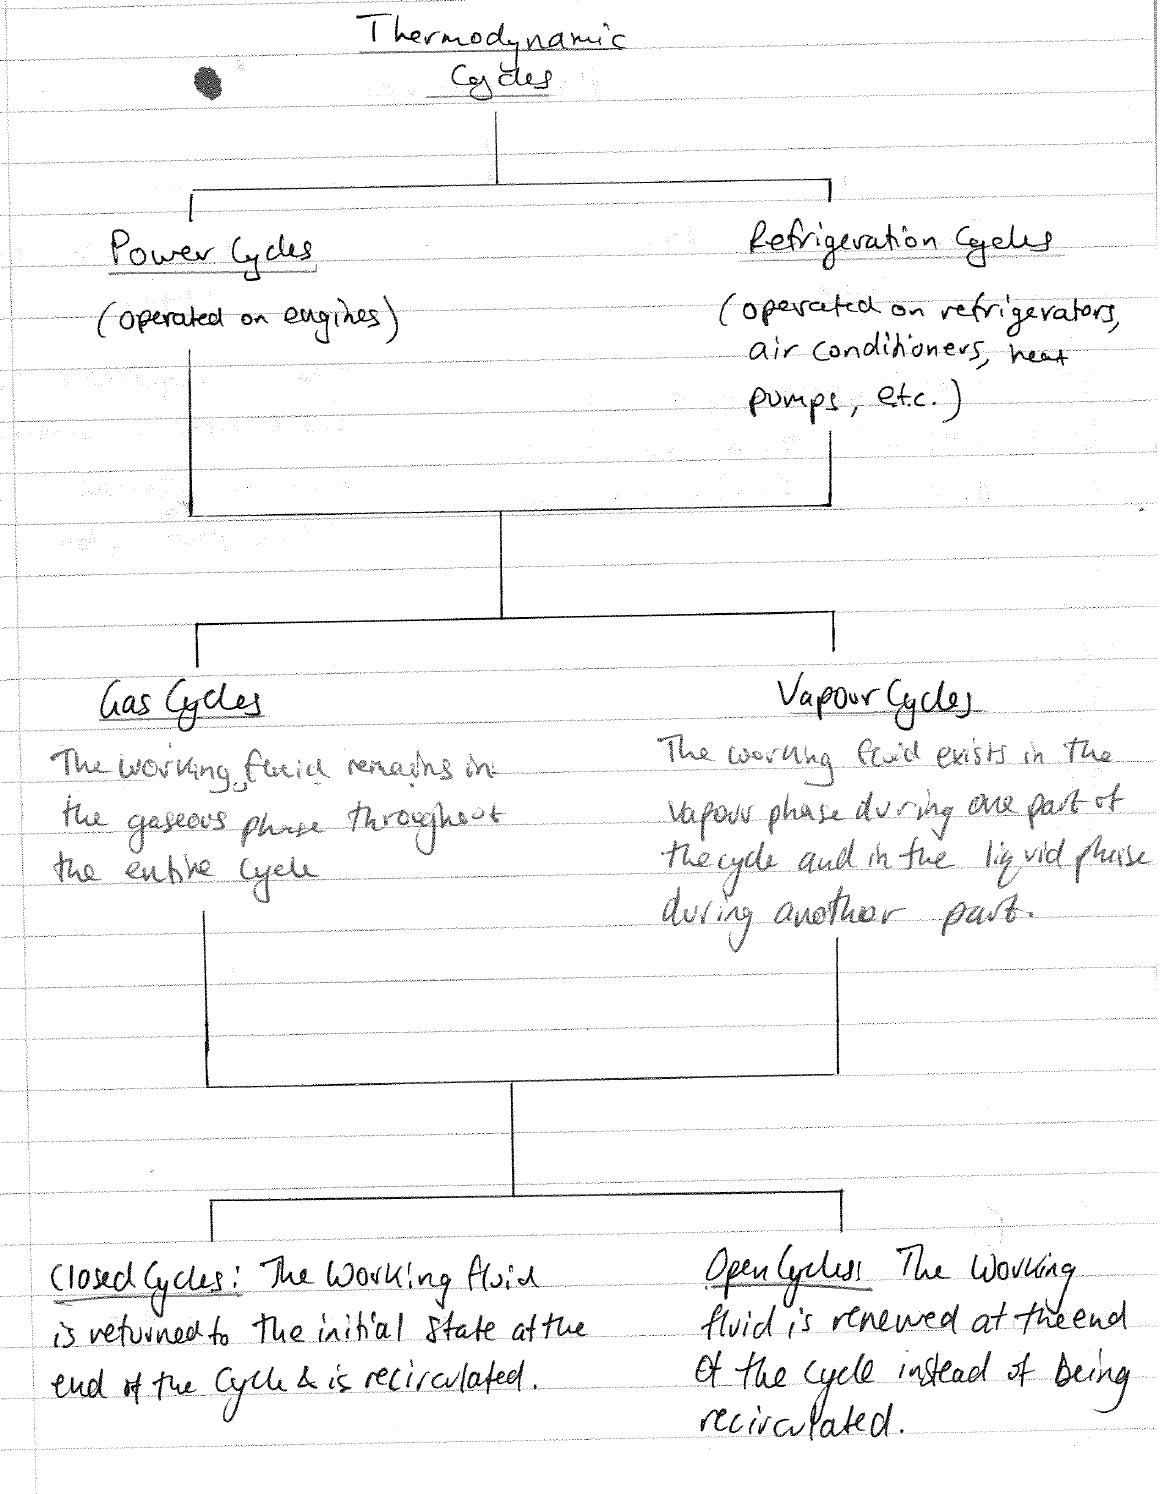 Thermodynamic
Cycles
Power Cycles
Refrigeration Cycles
(operated on engines)
(operated on refrigerators,
air conditioners, heat
pumps, etc.)
Gas Cycles
Vapour Cycles
The working fluid remains in
the gaseous phase throughout
the entire cycle
The working fluid exists in the
vapour phase during one part of
the cycle and in the liquid phase
during another part.
Closed Cycles: The working fluid
is returned to the initial state at the
end of the cycle & is recirculated.
Open Cycles: The working
fluid is renewed at the end
of the cycle instead of being
recirculated.